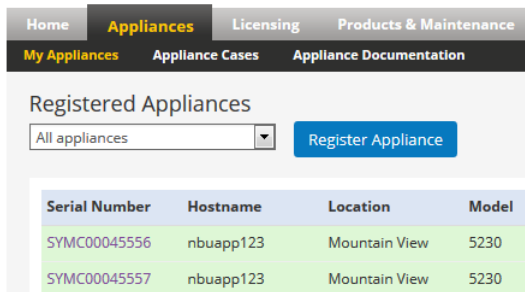 Home Appliances Licensing Products & Maintenance
My Appliances Appliance Cases Appliance Documentation
Registered Appliances
All appliances Register Appliance
Serial Number Hostname Location Model
SYMC00045556 nbuapp123 Mountain View 5230
SYMC00045557 nbuapp123 Mountain View 5230